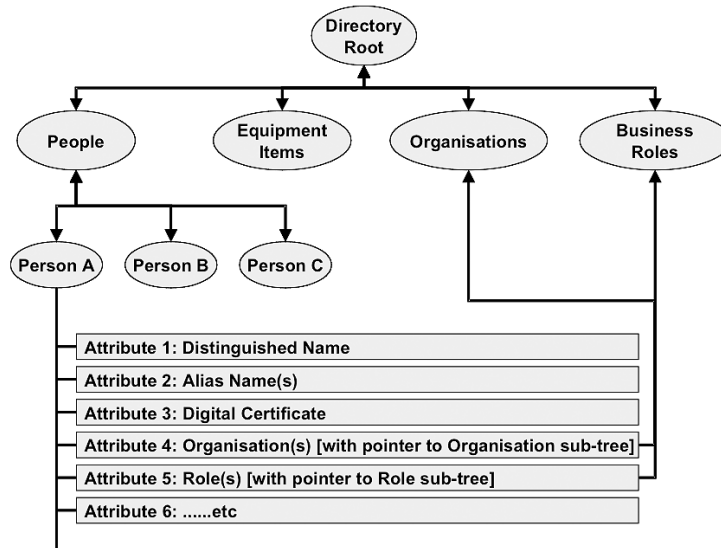 Directory
Root
People
Equipment
Items
Organisations
Business
Roles
Person A
Person B
Person C
Attribute 1: Distinguished Name
Attribute 2: Alias Name(s)
Attribute 3: Digital Certificate
Attribute 4: Organisation(s) [with pointer to Organisation sub-tree]
Attribute 5: Role(s) [with pointer to Role sub-tree]
Attribute 6: ......etc